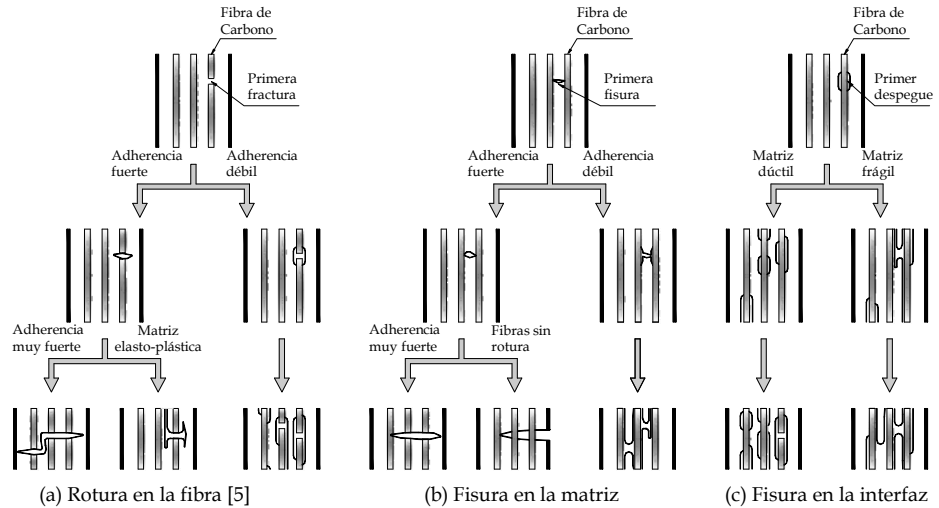 Fibra de
Carbono
Primera
fractura
Adherencia
fuerte
Adherencia
débil
Adherencia
muy fuerte
Matriz
elasto-plástica
(a) Rotura en la fibra [5]
Fibra de
Carbono
Primera
fisura
Adherencia
fuerte
Adherencia
débil
Adherencia
muy fuerte
Fibras sin
rotura
(b) Fisura en la matriz
Fibra de
Carbono
Primer
despegue
Matriz
dúctil
Matriz
frágil
(c) Fisura en la interfaz